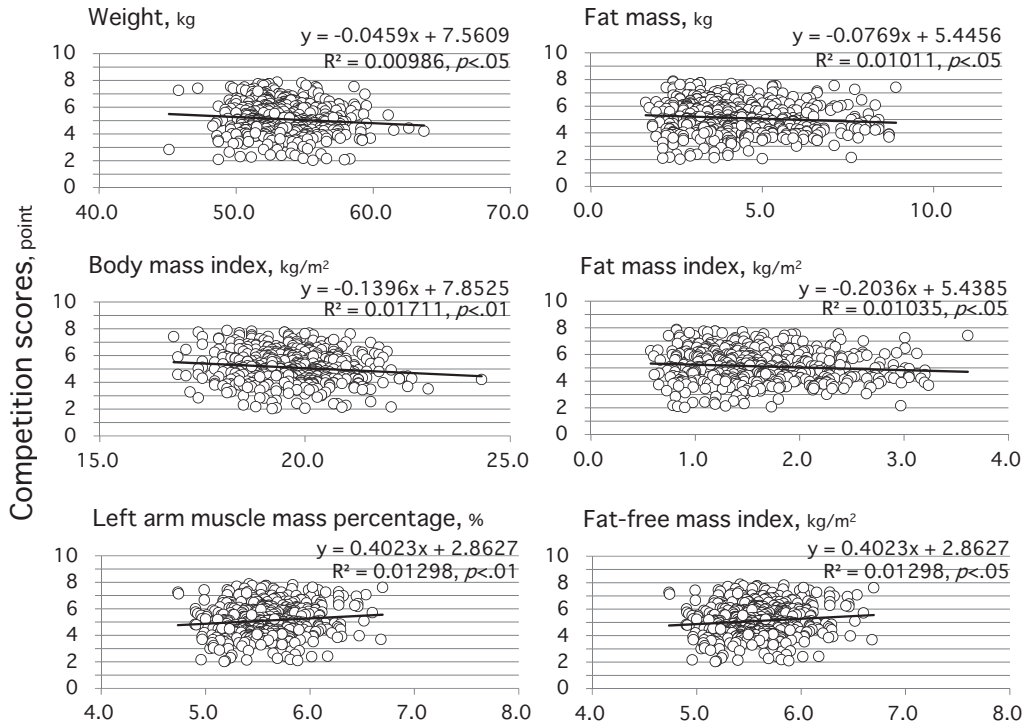 Competition scores, point
Weight, kg
y = -0.0459x + 7.5609
R² = 0.00986, p<.05
10
8
6
4
2
0
40.0 50.0 60.0 70.0
Fat mass, kg
y = -0.0769x + 5.4456
R² = 0.01011, p<.05
10
8
6
4
2
0
0.0 5.0 10.0
Body mass index, kg/m²
y = -0.1396x + 7.8525
R² = 0.01711, p<.01
10
8
6
4
2
0
15.0 20.0 25.0
Fat mass index, kg/m²
y = -0.2036x + 5.4385
R² = 0.01035, p<.05
10
8
6
4
2
0
0.0 1.0 2.0 3.0 4.0
Left arm muscle mass percentage, %
y = 0.4023x + 2.8627
R² = 0.01298, p<.01
10
8
6
4
2
0
4.0 5.0 6.0 7.0 8.0
Fat-free mass index, kg/m²
y = 0.4023x + 2.8627
R² = 0.01298, p<.05
10
8
6
4
2
0
4.0 5.0 6.0 7.0 8.0